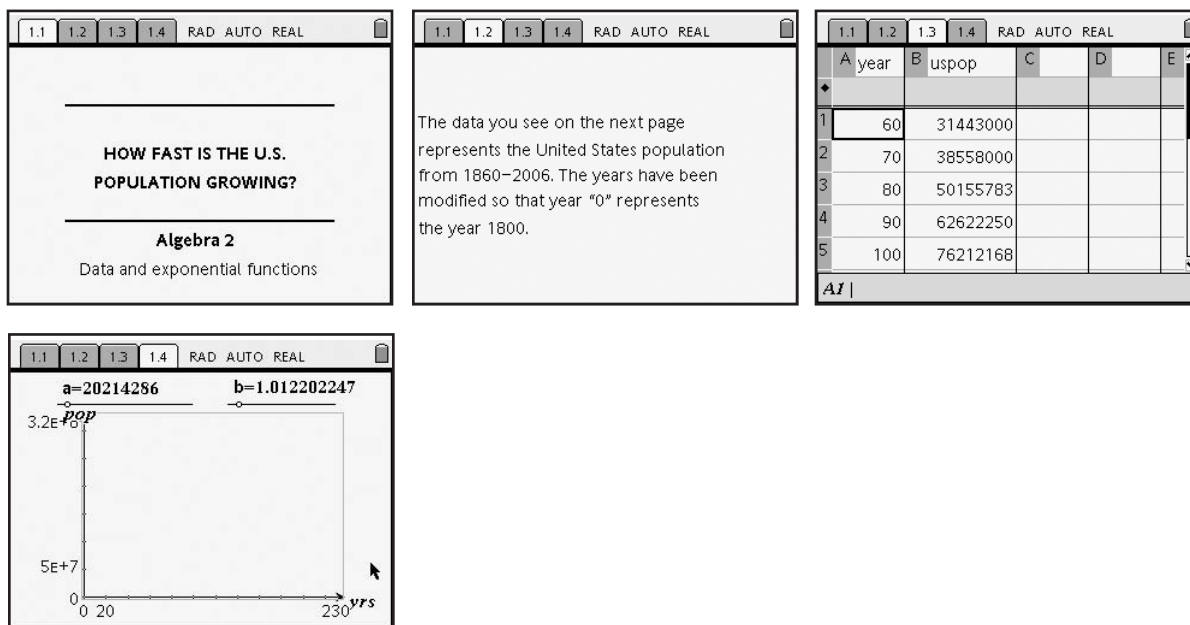 1.1 1.2 1.3 1.4 RAD AUTO REAL
HOW FAST IS THE U.S.
POPULATION GROWING?
Algebra 2
Data and exponential functions
1.1 1.2 1.3 1.4 RAD AUTO REAL
The data you see on the next page
represents the United States population
from 1860–2006. The years have been
modified so that year “0” represents
the year 1800.
1.1 1.2 1.3 1.4 RAD AUTO REAL
A year B uspop C D E
1 60 31443000
2 70 38558000
3 80 50155783
4 90 62622250
5 100 76212168
A1
1.1 1.2 1.3 1.4 RAD AUTO REAL
a=20214286 b=1.012202247
pop
5E+7
0
0 20 230 yrs